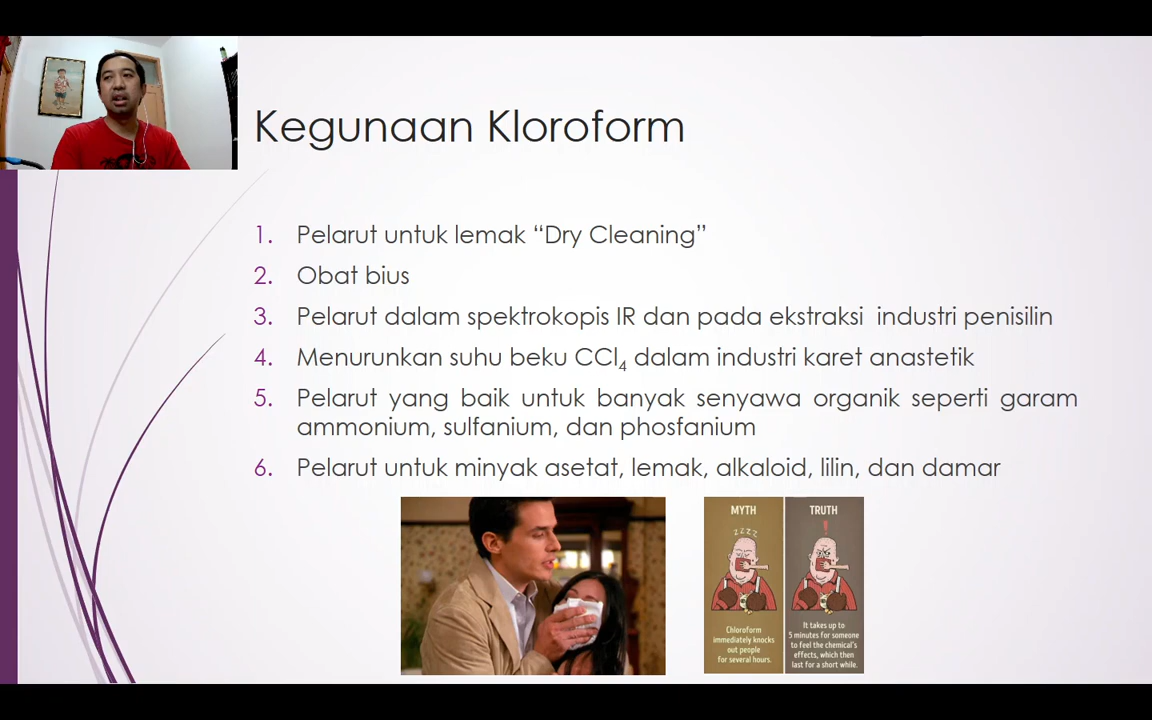 Kegunaan Kloroform
1. Pelarut untuk lemak “Dry Cleaning”
2. Obat bius
3. Pelarut dalam spektrokopis IR dan pada ekstraksi industri penisilin
4. Menurunkan suhu beku CCl₄ dalam industri karet anastetik
5. Pelarut yang baik untuk banyak senyawa organik seperti garam
ammonium, sulfanium, dan phosfanium
6. Pelarut untuk minyak asetat, lemak, alkaloid, lilin, dan damar
MYTH
zzzz
Chloroform
immediately knocks
out people
for several hours.
TRUTH
!
It takes up to
5 minutes for someone
to feel the chemical's
effects, which then
last for a short while.